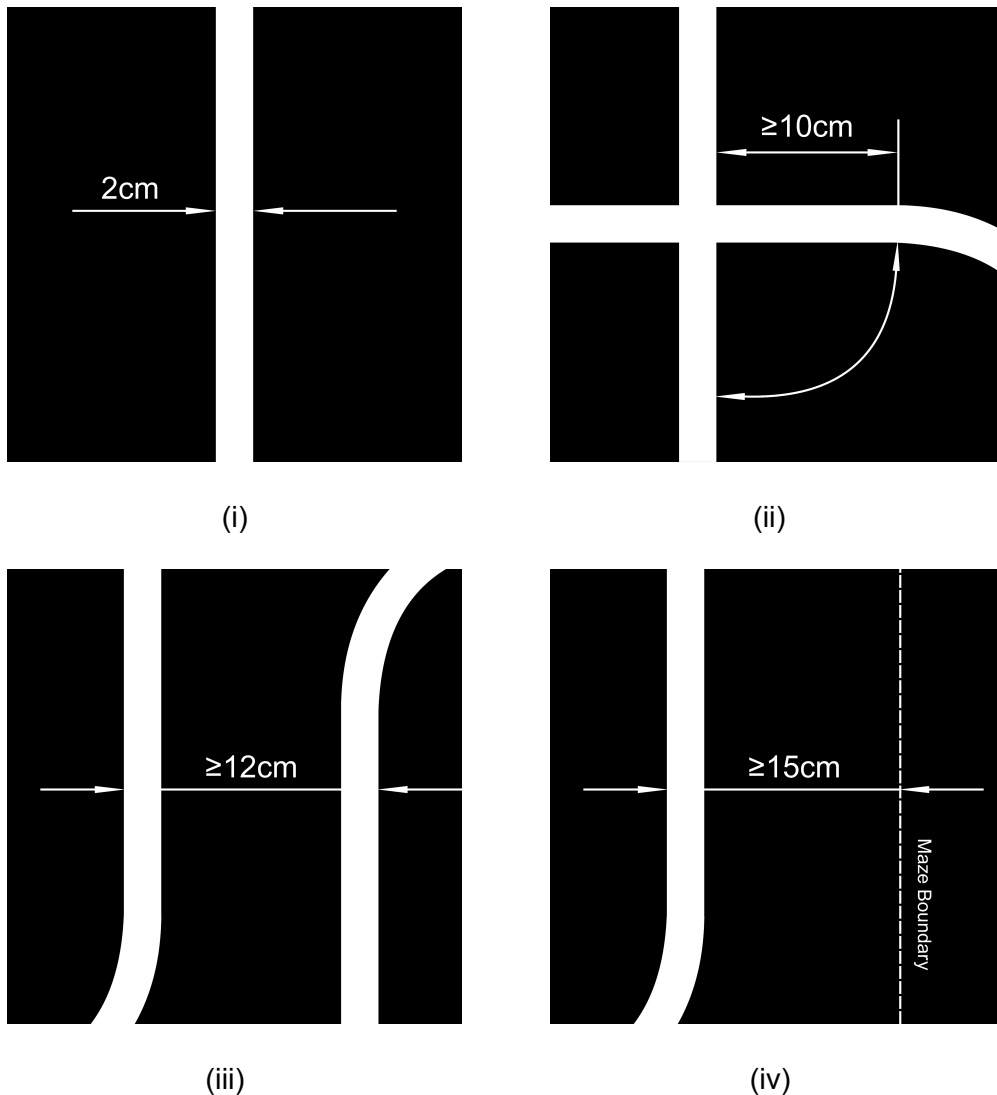 2cm
≥10cm
(i)
(ii)
≥12cm
≥15cm
Maze Boundary
(iii)
(iv)